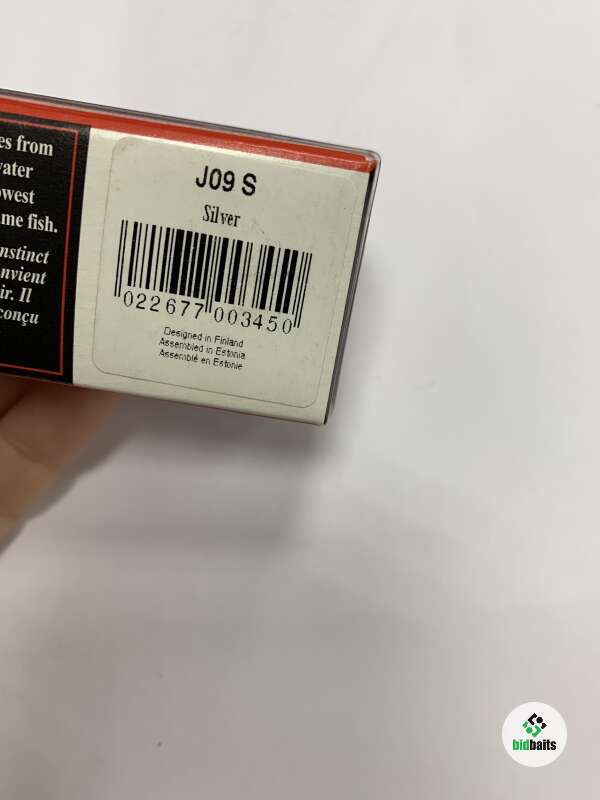 es from
water
owest
me fish.
instinct
nvient
ir. Il
conçu
J09 S
Silver
022677 003450
Designed in Finland
Assembled in Estonia
Assemblé en Estonie
bidbaits